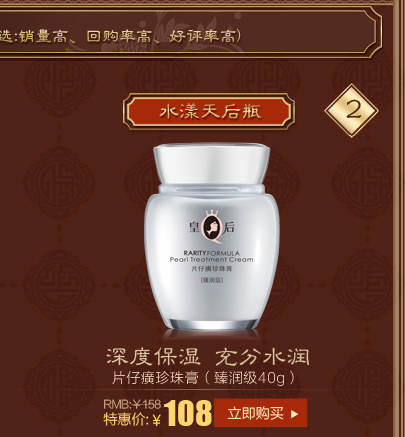 选:销量高、回购率高、好评率高)
水漾天后瓶
2
皇 后
RARITY FORMULA
Pearl Treatment Cream
片仔癀珍珠膏
(臻润级)
深度保湿 充分水润
片仔癀珍珠膏(臻润级40g)
RMB:¥158
特惠价:¥108 立即购买